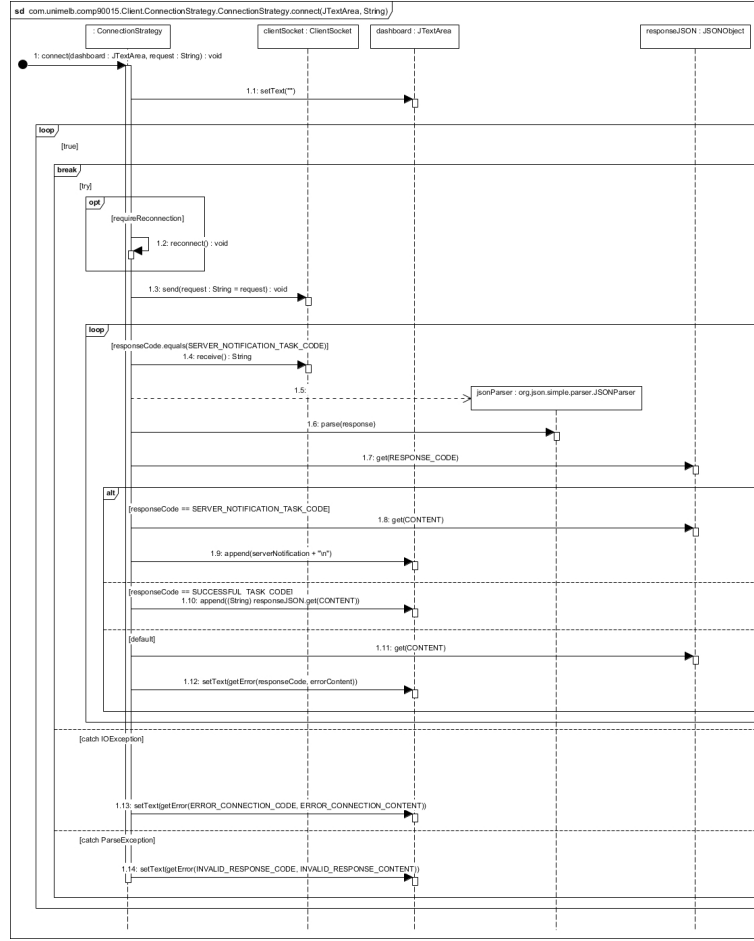 sd com.unimelb.comp90015.Client.ConnectionStrategy.ConnectionStrategy.connect(JTextArea, String)
: ConnectionStrategy
clientSocket : ClientSocket
dashboard : JTextArea
responseJSON : JSONObject
1: connect(dashboard : JTextArea, request : String) : void
1.1: setText("")
loop
[true]
break
[try]
opt
[requireReconnection]
1.2: reconnect() : void
1.3: send(request : String = request) : void
loop
[responseCode.equals(SERVER_NOTIFICATION_TASK_CODE)]
1.4: receive() : String
1.5:
jsonParser : org.json.simple.parser.JSONParser
1.6: parse(response)
1.7: get(RESPONSE_CODE)
alt
[responseCode == SERVER_NOTIFICATION_TASK_CODE]
1.8: get(CONTENT)
1.9: append(serverNotification + "\n")
[responseCode == SUCCESSFUL_TASK_CODE]
1.10: append((String) responseJSON.get(CONTENT))
[default]
1.11: get(CONTENT)
1.12: setText(getError(responseCode, errorContent))
[catch IOException]
1.13: setText(getError(ERROR_CONNECTION_CODE, ERROR_CONNECTION_CONTENT))
[catch ParseException]
1.14: setText(getError(INVALID_RESPONSE_CODE, INVALID_RESPONSE_CONTENT))